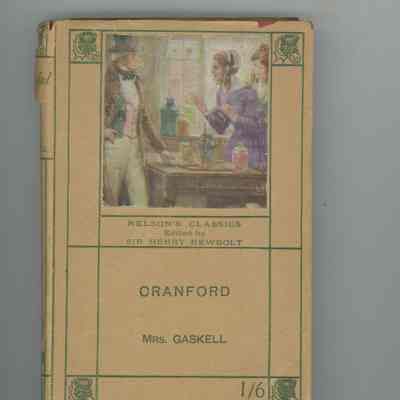 NELSON'S CLASSICS
Edited by
SIR HENRY NEWBOLT
CRANFORD
MRS. GASKELL
1/6